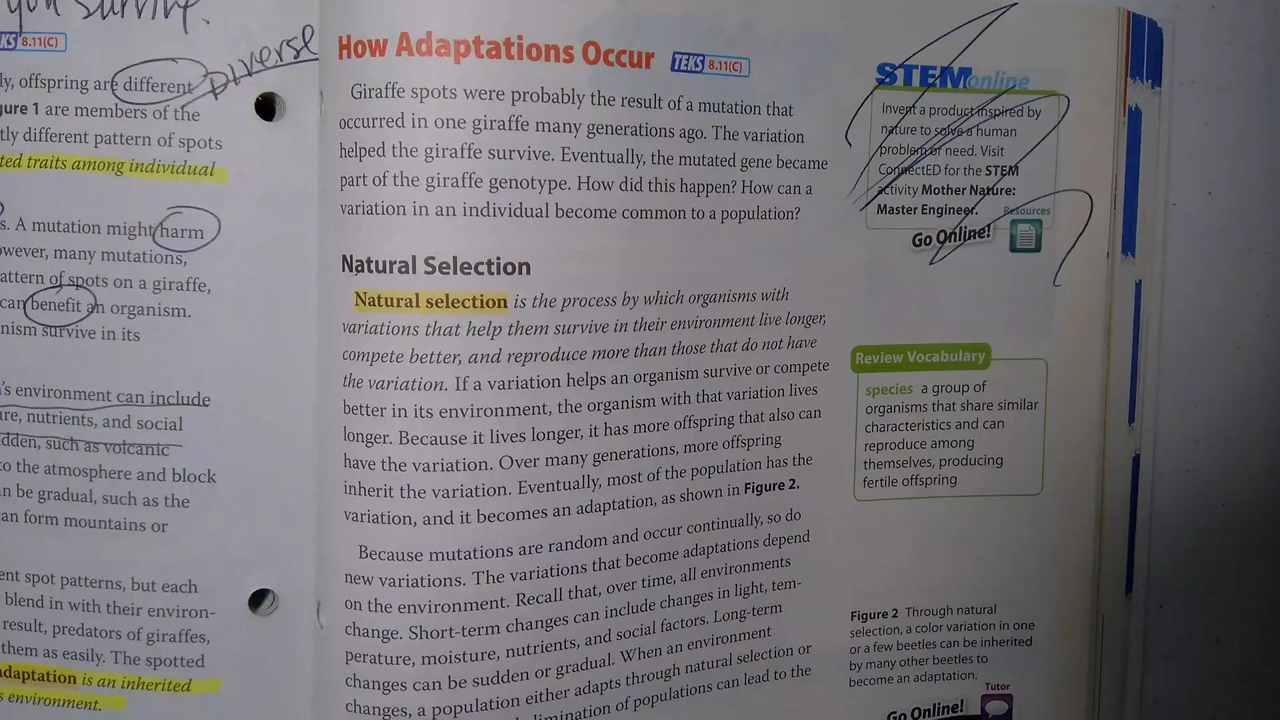 you survive.
TEKS 8.11(C)
ly, offspring are different Diverse
gure 1 are members of the
tly different pattern of spots
ted traits among individual
s. A mutation might harm
owever, many mutations,
attern of spots on a giraffe,
can benefit an organism.
nism survive in its
's environment can include
re, nutrients, and social
dden, such as volcanic
to the atmosphere and block
n be gradual, such as the
an form mountains or
ent spot patterns, but each
blend in with their environ-
result, predators of giraffes,
them as easily. The spotted
adaptation is an inherited
s environment.
How Adaptations Occur TEKS 8.11(C)
Giraffe spots were probably the result of a mutation that
occurred in one giraffe many generations ago. The variation
helped the giraffe survive. Eventually, the mutated gene became
part of the giraffe genotype. How did this happen? How can a
variation in an individual become common to a population?
Natural Selection
Natural selection is the process by which organisms with
variations that help them survive in their environment live longer,
compete better, and reproduce more than those that do not have
the variation. If a variation helps an organism survive or compete
better in its environment, the organism with that variation lives
longer. Because it lives longer, it has more offspring that also can
have the variation. Over many generations, more offspring
inherit the variation. Eventually, most of the population has the
variation, and it becomes an adaptation, as shown in Figure 2.
Because mutations are random and occur continually, so do
new variations. The variations that become adaptations depend
on the environment. Recall that, over time, all environments
change. Short-term changes can include changes in light, tem-
perature, moisture, nutrients, and social factors. Long-term
changes can be sudden or gradual. When an environment
changes, a population either adapts through natural selection or
elimination of populations can lead to the
STEMonline
Invent a product inspired by
nature to solve a human
problem or need. Visit
ConnectED for the STEM
activity Mother Nature:
Master Engineer.
Resources
Go Online!
Review Vocabulary
species a group of
organisms that share similar
characteristics and can
reproduce among
themselves, producing
fertile offspring
Figure 2 Through natural
selection, a color variation in one
or a few beetles can be inherited
by many other beetles to
become an adaptation.
Tutor
Go Online!